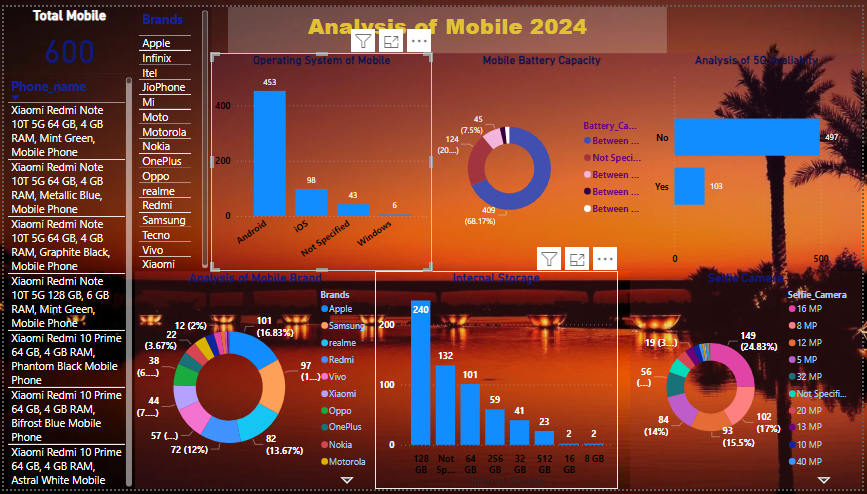 Total Mobile
600
Phone_name
Xiaomi Redmi Note
10T 5G 64 GB, 4 GB
RAM, Mint Green,
Mobile Phone
Xiaomi Redmi Note
10T 5G 64 GB, 4 GB
RAM, Metallic Blue,
Mobile Phone
Xiaomi Redmi Note
10T 5G 64 GB, 4 GB
RAM, Graphite Black,
Mobile Phone
Xiaomi Redmi Note
10T 5G 128 GB, 6 GB
RAM, Mint Green,
Mobile Phone
Xiaomi Redmi 10 Prime
64 GB, 4 GB RAM,
Phantom Black Mobile
Phone
Xiaomi Redmi 10 Prime
64 GB, 4 GB RAM,
Bifrost Blue Mobile
Phone
Xiaomi Redmi 10 Prime
64 GB, 4 GB RAM,
Astral White Mobile
Brands
Apple
Infinix
Itel
JioPhone
Mi
Moto
Motorola
Nokia
OnePlus
Oppo
realme
Redmi
Samsung
Tecno
Vivo
Xiaomi
Analysis of Mobile 2024
Operating System of Mobile
400
200
0
453
98
43
6
Android
iOS
Not Specified
Windows
Mobile Battery Capacity
45
(7.5%)
124
(20...)
409
(68.17%)
Battery_Ca...
Between ...
Not Speci...
Between ...
Between ...
Between ...
Analysis of 5G Avaliablity
No
497
Yes
103
0
500
Analysis of Mobile Brand
101
(16.83%)
97
(1...)
82
(13.67%)
72 (12%)
57 (...)
44
(7....)
38
(6....)
22
(3.67%)
12 (2%)
Brands
Apple
Samsung
realme
Redmi
Vivo
Xiaomi
Oppo
OnePlus
Nokia
Motorola
Internal Storage
200
100
0
240
132
101
59
41
23
2
2
128 GB
Not Sp...
64 GB
256 GB
32 GB
512 GB
16 GB
8 GB
Selfie Camera
149
(24.83%)
102
(17%)
93
(15.5%)
84
(14%)
56
(...)
19 (3...)
Selfie_Camera
16 MP
8 MP
12 MP
5 MP
32 MP
Not Specifi...
20 MP
13 MP
10 MP
40 MP